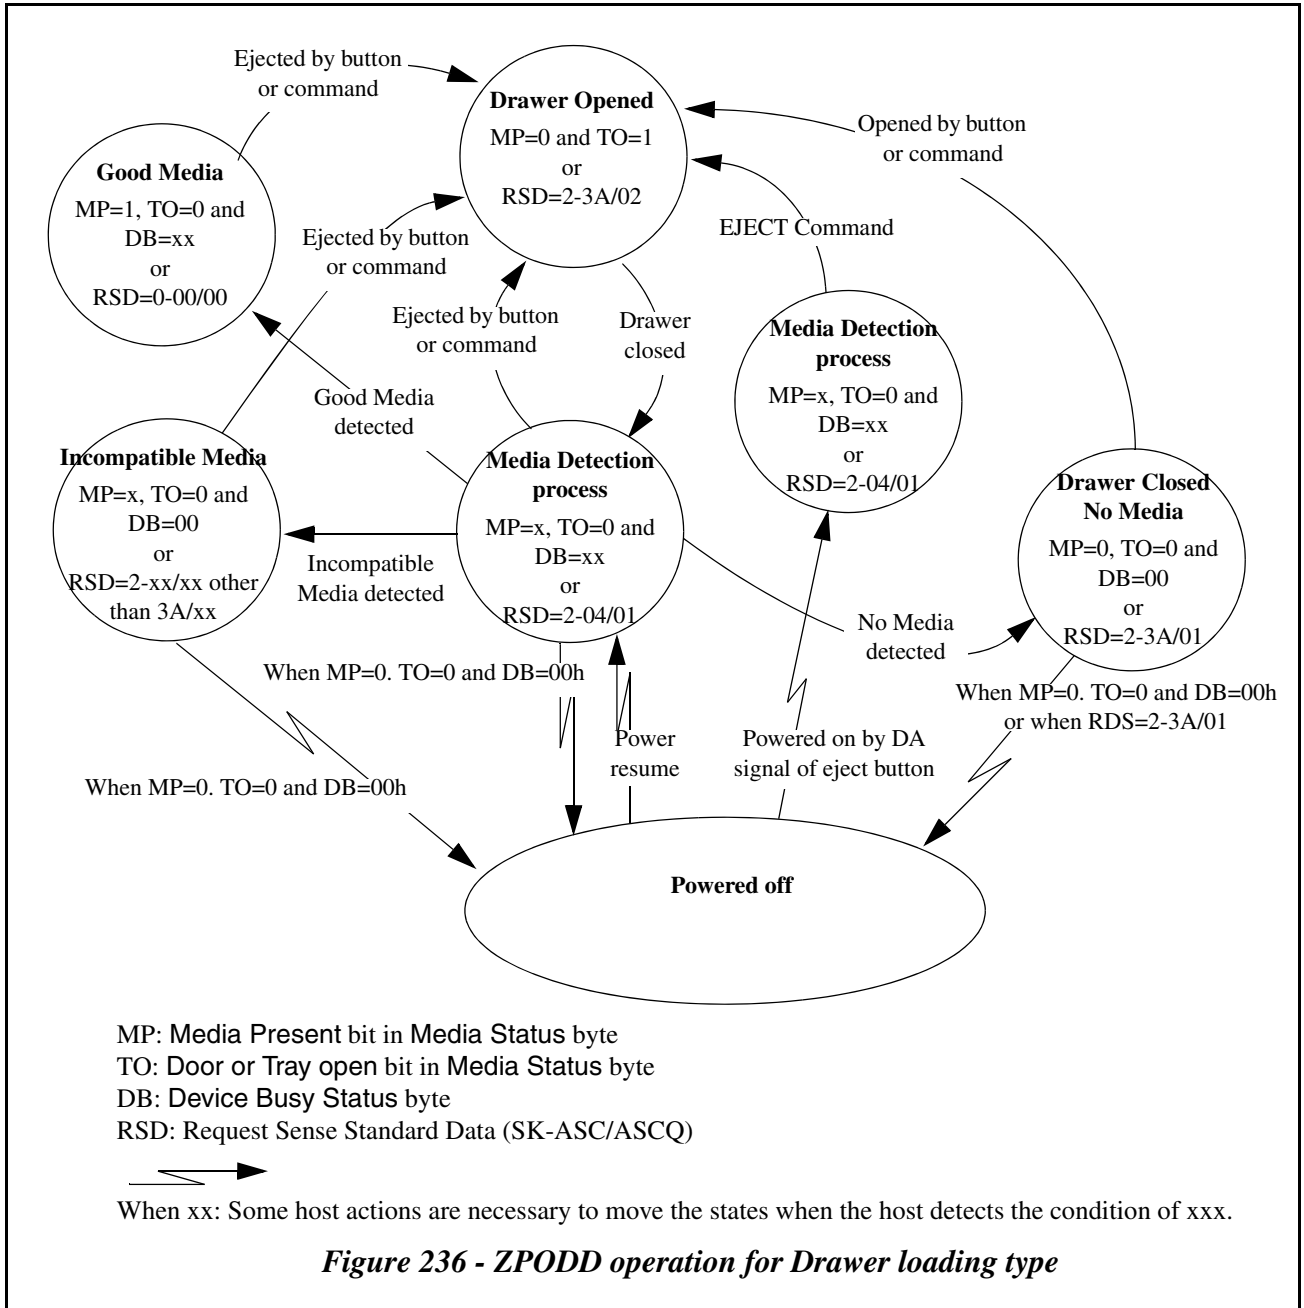 Ejected by button
or command
Drawer Opened
MP=0 and TO=1
or
RSD=2-3A/02
Opened by button
or command
Good Media
MP=1, TO=0 and
DB=xx
or
RSD=0-00/00
Ejected by button
or command
EJECT Command
Ejected by button
or command
Drawer
closed
Media Detection
process
MP=x, TO=0 and
DB=xx
or
RSD=2-04/01
Good Media
detected
Incompatible Media
MP=x, TO=0 and
DB=00
or
RSD=2-xx/xx other
than 3A/xx
Media Detection
process
MP=x, TO=0 and
DB=xx
or
RSD=2-04/01
Drawer Closed
No Media
MP=0, TO=0 and
DB=00
or
RSD=2-3A/01
Incompatible
Media detected
No Media
detected
When MP=0. TO=0 and DB=00h
When MP=0. TO=0 and DB=00h
or when RDS=2-3A/01
Power
resume
Powered on by DA
signal of eject button
When MP=0. TO=0 and DB=00h
Powered off
MP: Media Present bit in Media Status byte
TO: Door or Tray open bit in Media Status byte
DB: Device Busy Status byte
RSD: Request Sense Standard Data (SK-ASC/ASCQ)
When xx: Some host actions are necessary to move the states when the host detects the condition of xxx.
Figure 236 - ZPODD operation for Drawer loading type